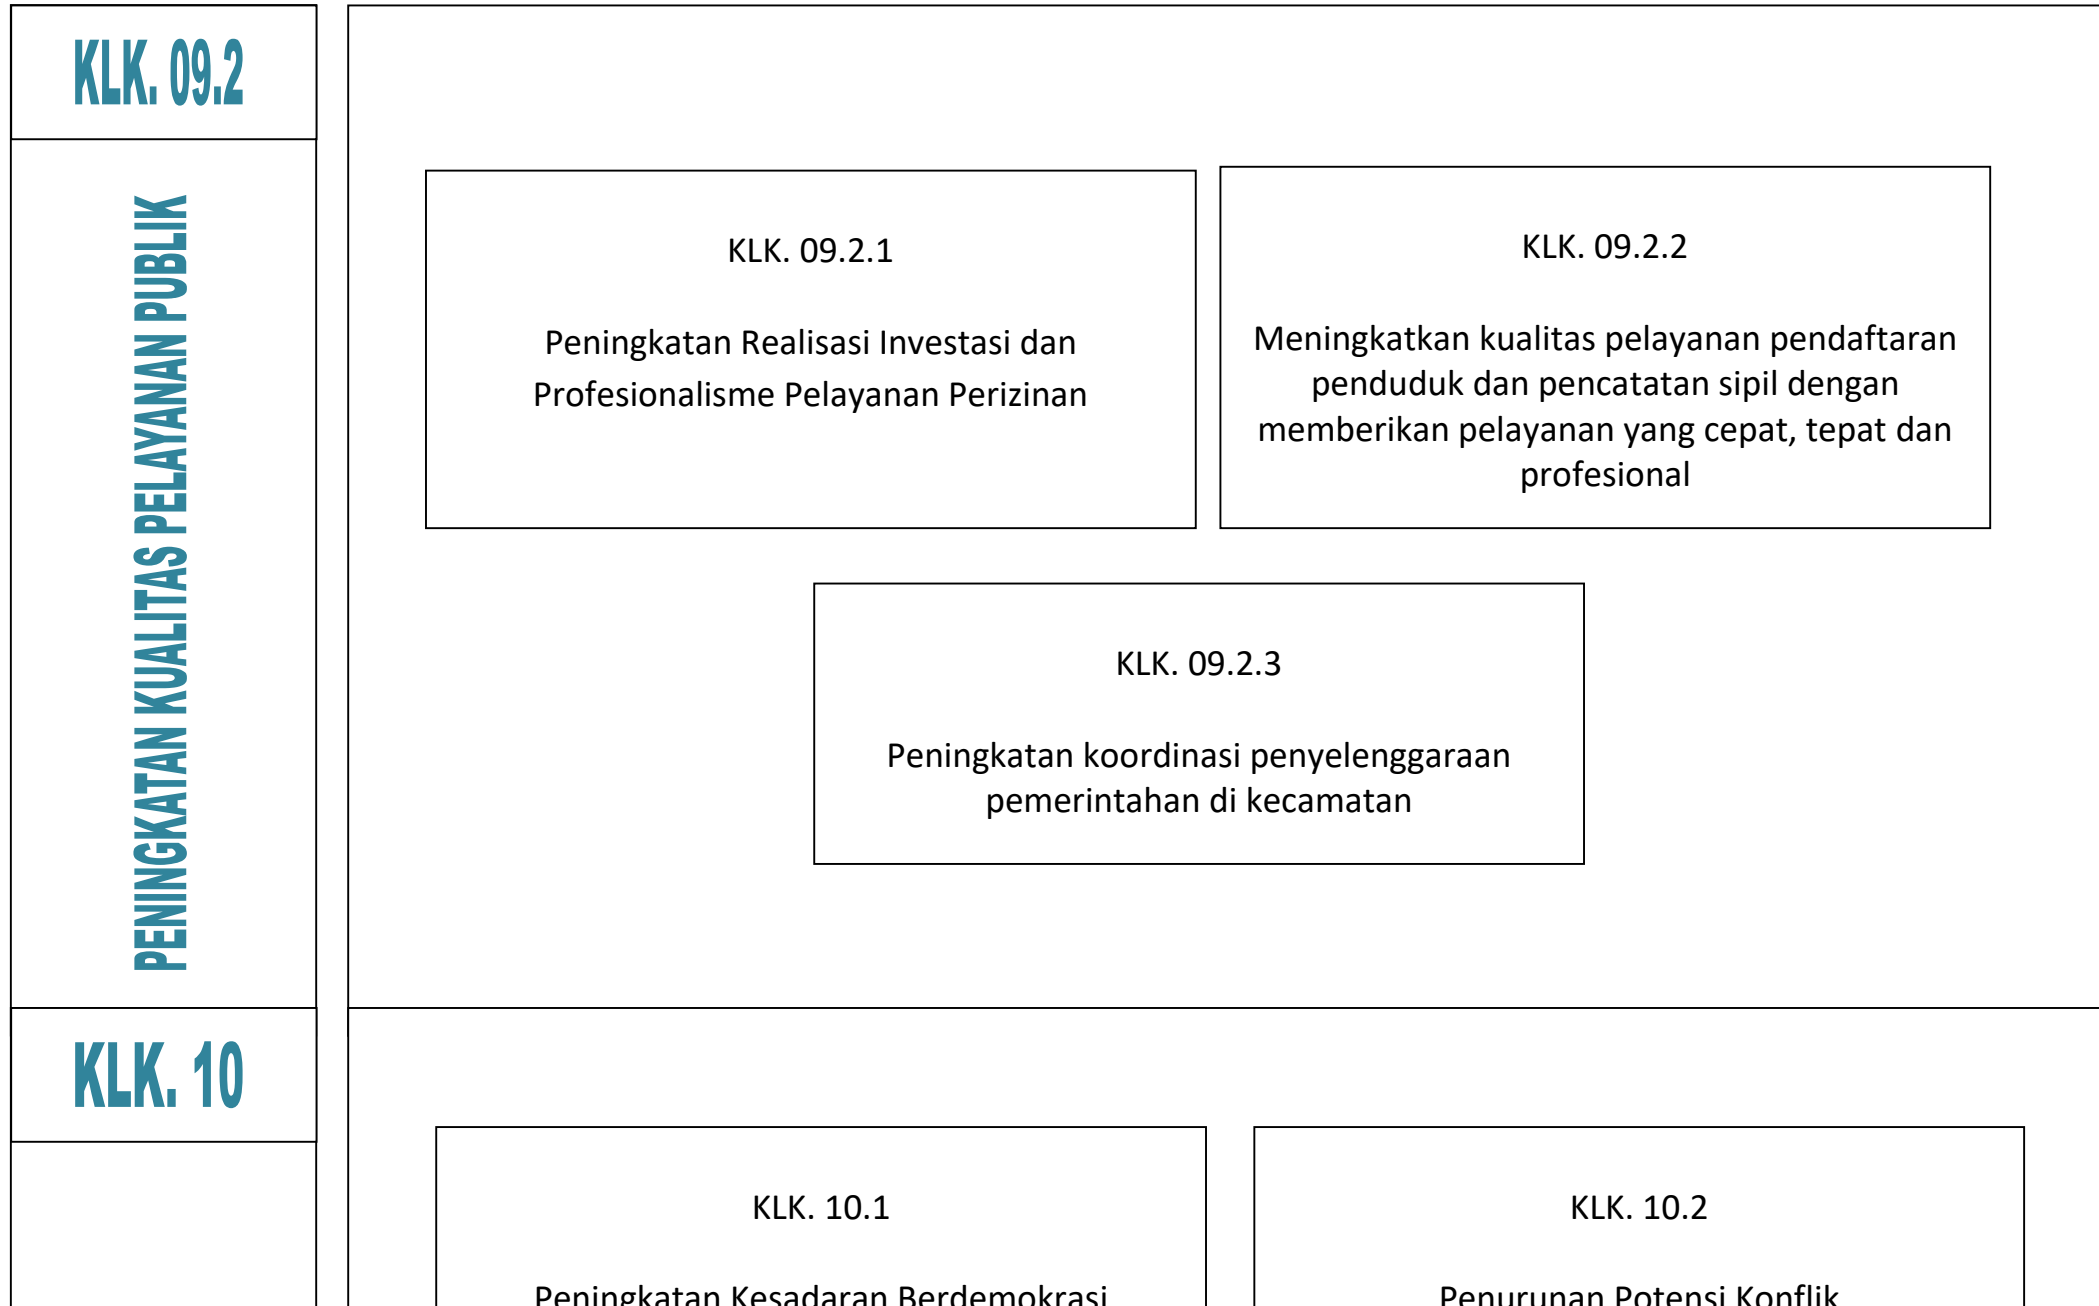 KLK. 09.2
PENINGKATAN KUALITAS PELAYANAN PUBLIK
KLK. 09.2.1
Peningkatan Realisasi Investasi dan
Profesionalisme Pelayanan Perizinan
KLK. 09.2.2
Meningkatkan kualitas pelayanan pendaftaran
penduduk dan pencatatan sipil dengan
memberikan pelayanan yang cepat, tepat dan
profesional
KLK. 09.2.3
Peningkatan koordinasi penyelenggaraan
pemerintahan di kecamatan
KLK. 10
KLK. 10.1
Peningkatan Kesadaran Berdemokrasi
KLK. 10.2
Penurunan Potensi Konflik